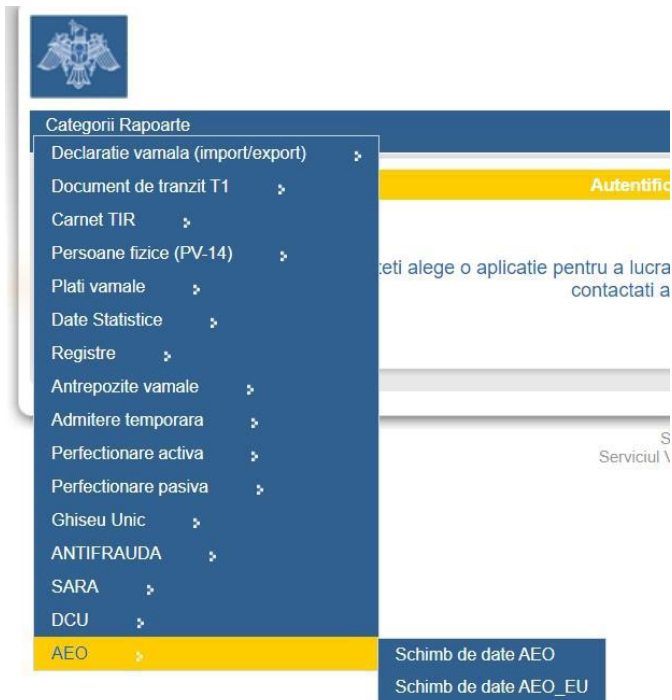 Categorii Rapoarte
Declaratie vamala (import/export)
Document de tranzit T1
Carnet TIR
Persoane fizice (PV-14)
Plati vamale
Date Statistice
Registre
Antrepozite vamale
Admitere temporara
Perfectionare activa
Perfectionare pasiva
Ghiseu Unic
ANTIFRAUDA
SARA
DCU
AEO
Schimb de date AEO
Schimb de date AEO_EU
Autentific
teti alege o aplicatie pentru a lucra
contactati a
S
Serviciul V